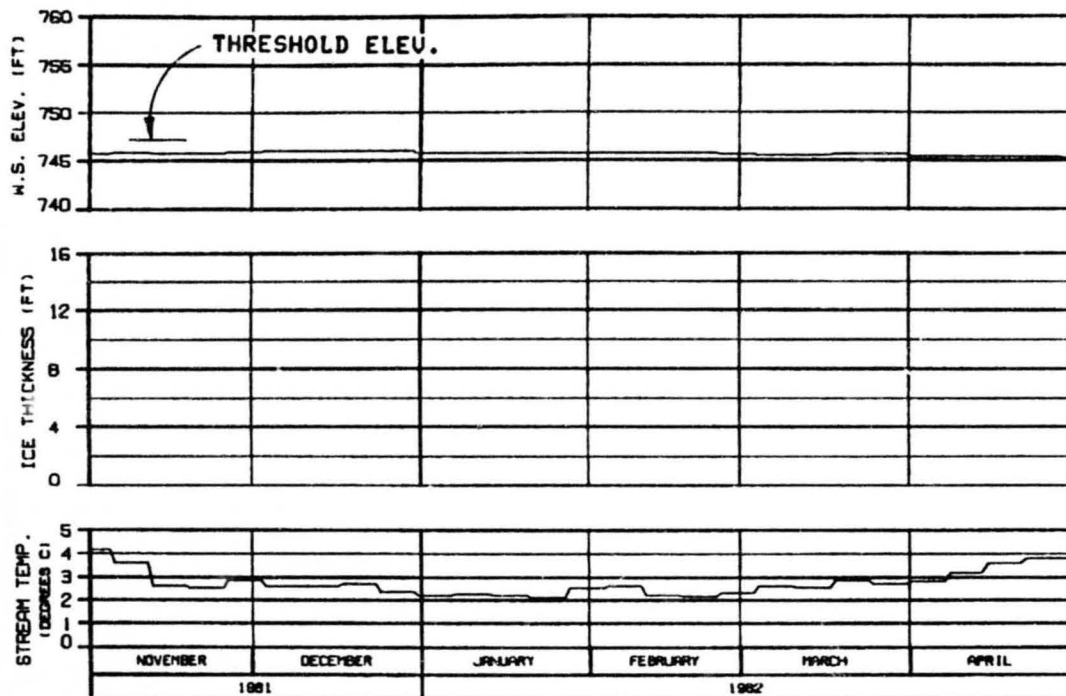 THRESHOLD ELEV.
W.S. ELEV. (FT)
760
755
750
745
740
ICE THICKNESS (FT)
16
12
8
4
0
STREAM TEMP.
(DEGREES C)
5
4
3
2
1
0
NOVEMBER
DECEMBER
JANUARY
FEBRUARY
MARCH
APRIL
1981
1982